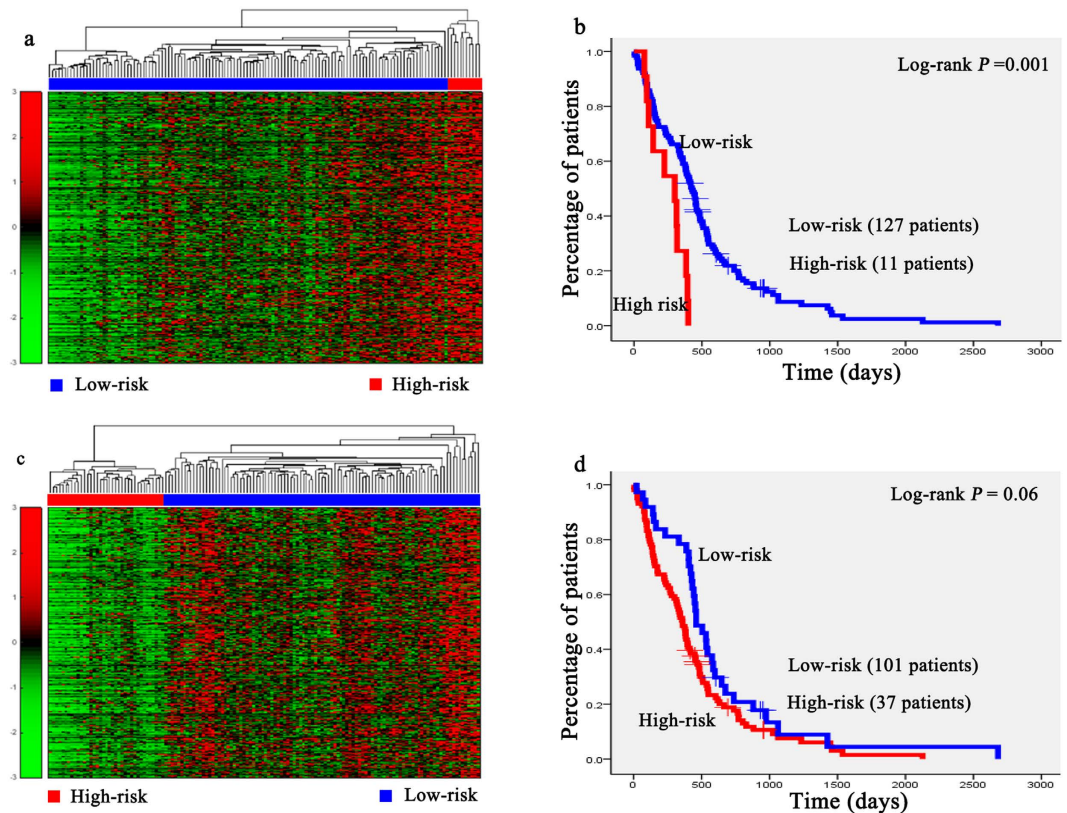 a
3
2
1
0
-1
-2
-3
Low-risk
High-risk
b
Log-rank P =0.001
Percentage of patients
1.0
0.8
0.6
0.4
0.2
0.0
Low-risk
Low-risk (127 patients)
High-risk (11 patients)
High risk
0 500 1000 1500 2000 2500 3000
Time (days)
c
3
2
1
0
-1
-2
-3
High-risk
Low-risk
d
Log-rank P = 0.06
Percentage of patients
1.0
0.8
0.6
0.4
0.2
0.0
Low-risk
Low-risk (101 patients)
High-risk (37 patients)
High-risk
0 500 1000 1500 2000 2500 3000
Time (days)